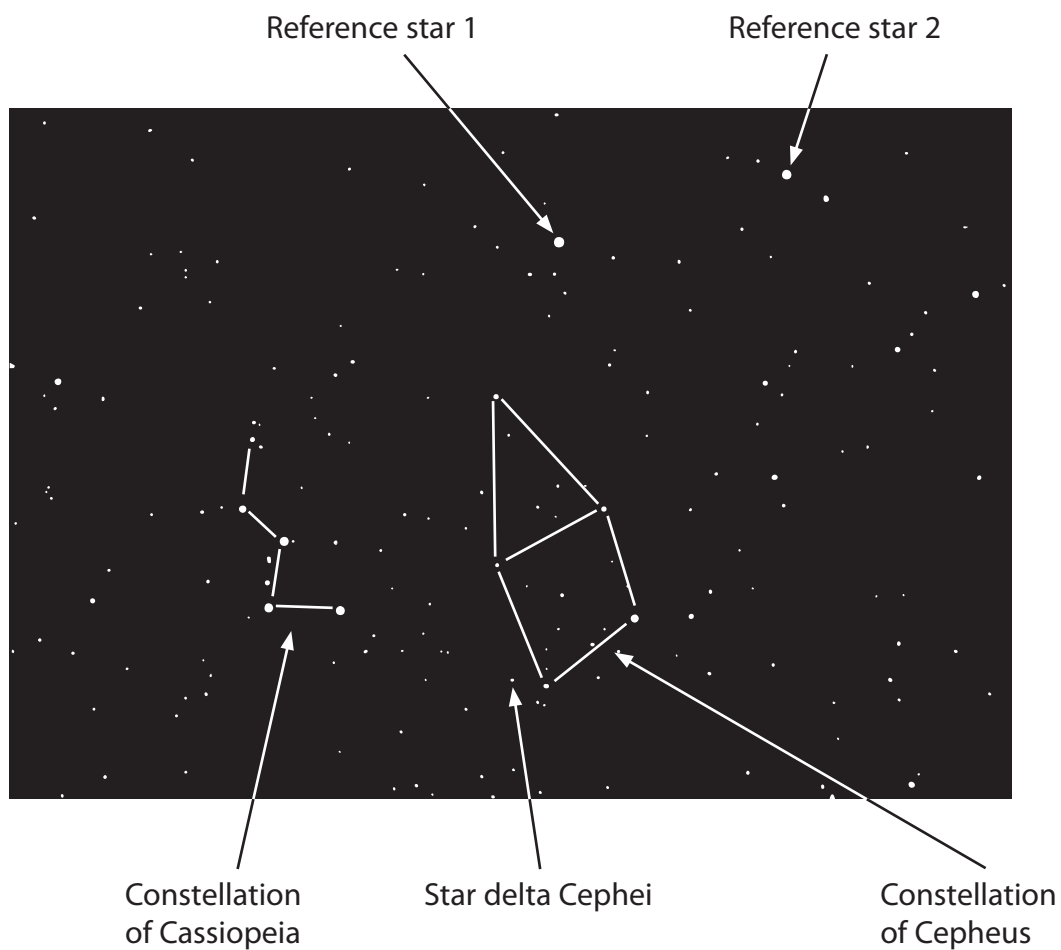 Reference star 1
Reference star 2
Constellation
of Cassiopeia
Star delta Cephei
Constellation
of Cepheus